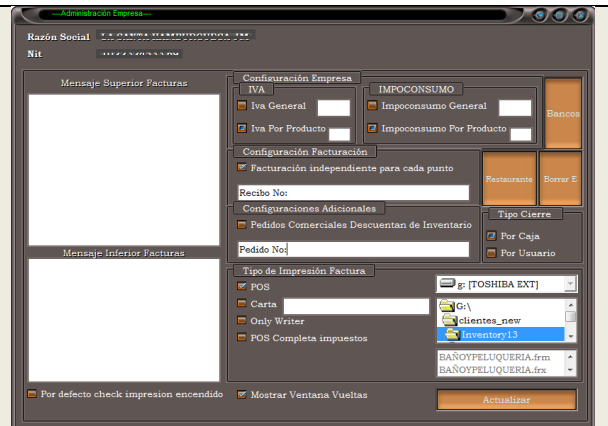 ---Administración Empresa---
Razón Social LA SANTA HAMBURGUESA JM
Nit
Mensaje Superior Facturas
Configuración Empresa
IVA
IMPOCONSUMO
Iva General
Impoconsumo General
Iva Por Producto
Impoconsumo Por Producto
Bancos
Configuración Facturación
Facturación independiente para cada punto
Recibo No:
Restaurante
Borrar E
Configuraciones Adicionales
Pedidos Comerciales Descuentan de Inventario
Pedido No:
Tipo Cierre
Por Caja
Por Usuario
Mensaje Inferior Facturas
Tipo de Impresión Factura
POS
Carta
Only Writer
POS Completa impuestos
g: [TOSHIBA EXT]
G:\
clientes_new
Inventory13
BAÑOYPELUQUERIA.frm
BAÑOYPELUQUERIA.frx
Por defecto check impresion encendido
Mostrar Ventana Vueltas
Actualizar